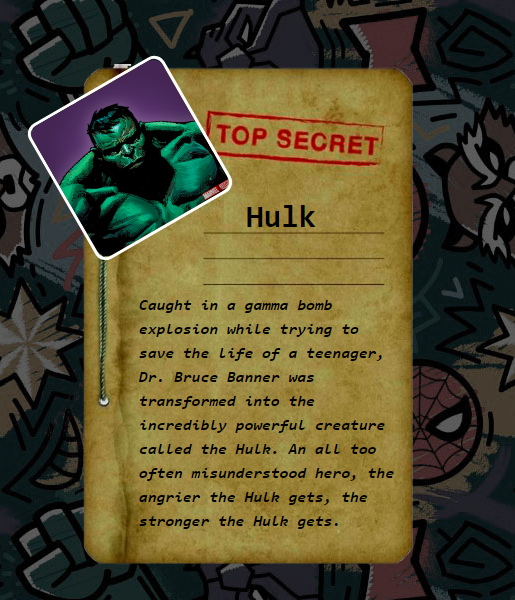 TOP SECRET
Hulk
Caught in a gamma bomb
explosion while trying to
save the life of a teenager,
Dr. Bruce Banner was
transformed into the
incredibly powerful creature
called the Hulk. An all too
often misunderstood hero, the
angrier the Hulk gets, the
stronger the Hulk gets.